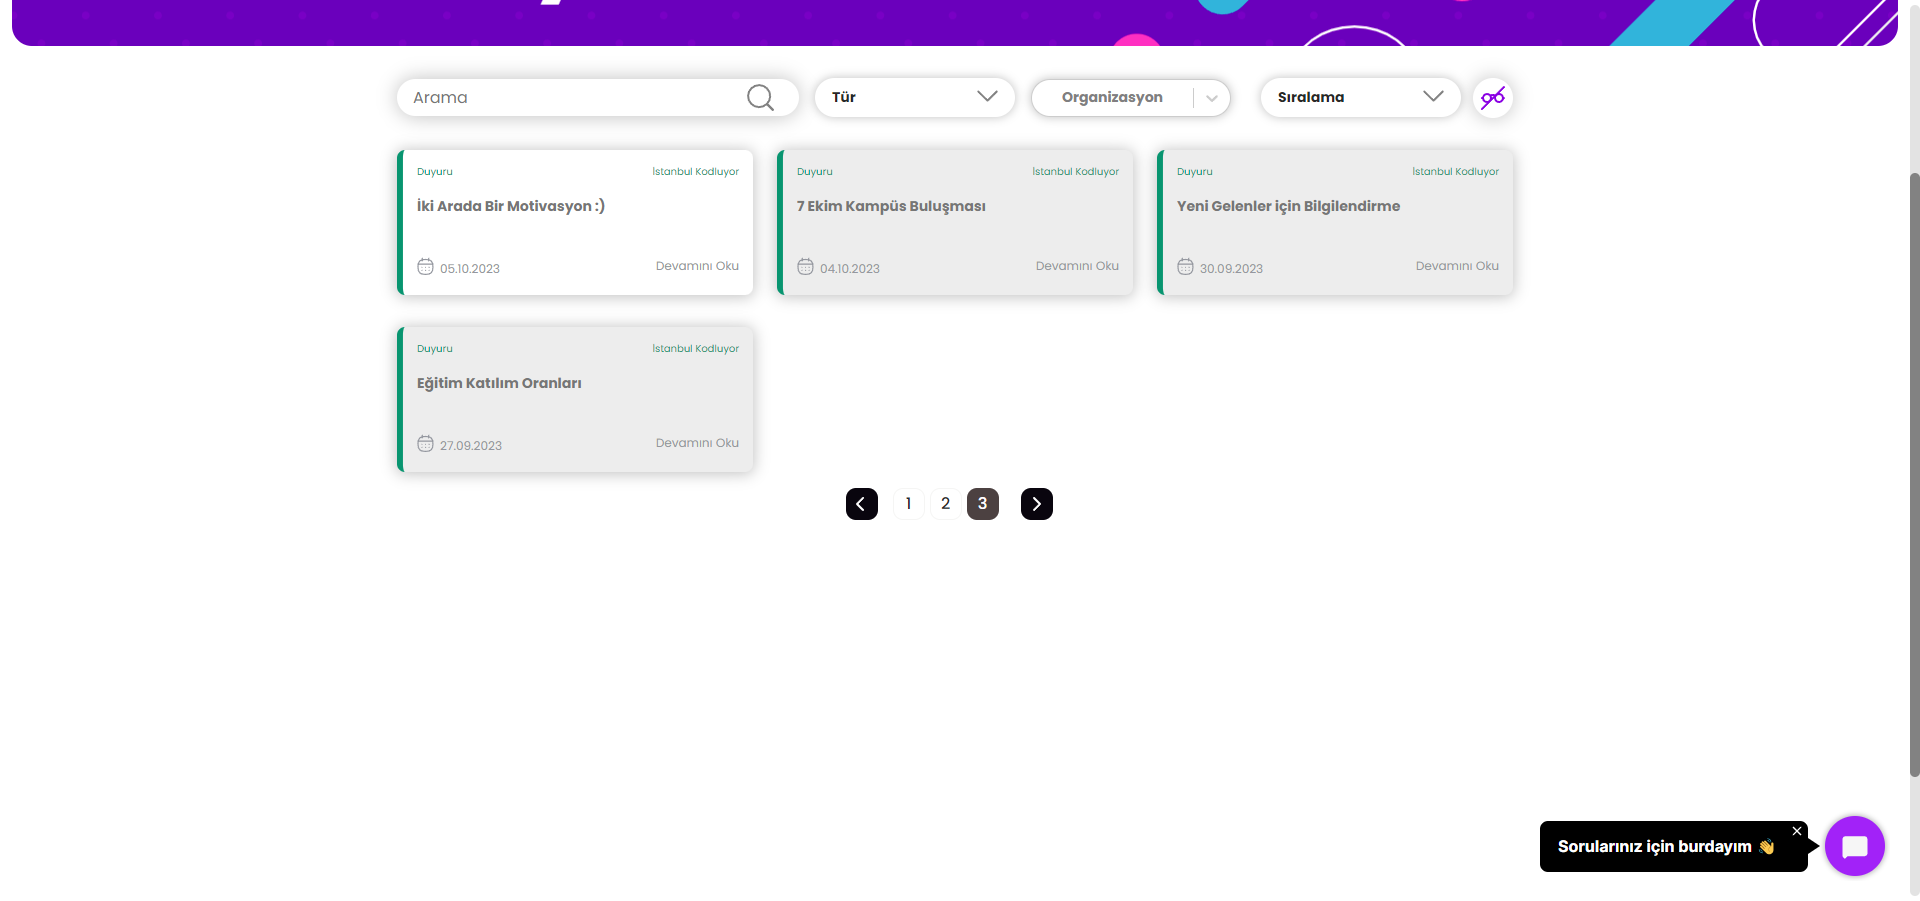 Arama
Tür
Organizasyon
Sıralama
Duyuru
İstanbul Kodluyor
İki Arada Bir Motivasyon :)
05.10.2023
Devamını Oku
Duyuru
İstanbul Kodluyor
7 Ekim Kampüs Buluşması
04.10.2023
Devamını Oku
Duyuru
İstanbul Kodluyor
Yeni Gelenler için Bilgilendirme
30.09.2023
Devamını Oku
Duyuru
İstanbul Kodluyor
Eğitim Katılım Oranları
27.09.2023
Devamını Oku
1 2 3
Sorularınız için burdayım 👋